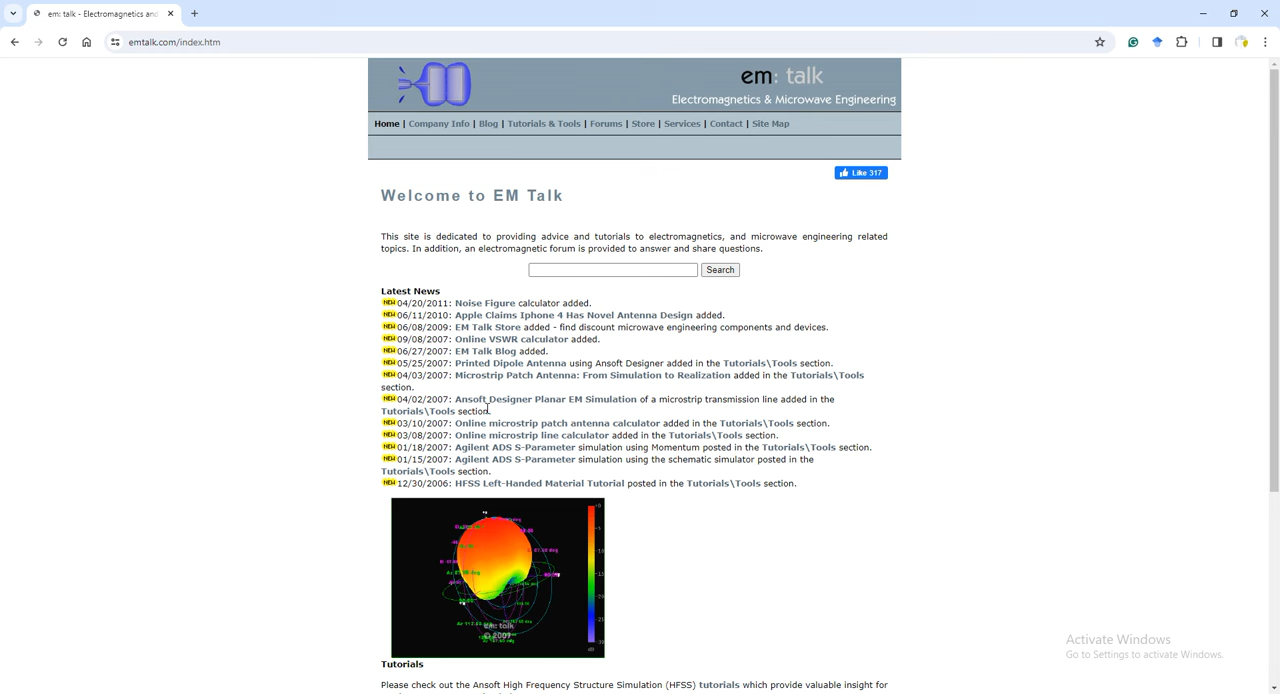 em: talk - Electromagnetics and
emtalk.com/index.htm
em: talk
Electromagnetics & Microwave Engineering
Home | Company Info | Blog | Tutorials & Tools | Forums | Store | Services | Contact | Site Map
Like 317
Welcome to EM Talk
This site is dedicated to providing advice and tutorials to electromagnetics, and microwave engineering related
topics. In addition, an electromagnetic forum is provided to answer and share questions.
Search
Latest News
NEW 04/20/2011: Noise Figure calculator added.
NEW 06/11/2010: Apple Claims Iphone 4 Has Novel Antenna Design added.
NEW 06/08/2009: EM Talk Store added - find discount microwave engineering components and devices.
NEW 09/08/2007: Online VSWR calculator added.
NEW 06/27/2007: EM Talk Blog added.
NEW 05/25/2007: Printed Dipole Antenna using Ansoft Designer added in the Tutorials\Tools section.
NEW 04/03/2007: Microstrip Patch Antenna: From Simulation to Realization added in the Tutorials\Tools
section.
NEW 04/02/2007: Ansoft Designer Planar EM Simulation of a microstrip transmission line added in the
Tutorials\Tools section.
NEW 03/10/2007: Online microstrip patch antenna calculator added in the Tutorials\Tools section.
NEW 03/08/2007: Online microstrip line calculator added in the Tutorials\Tools section.
NEW 01/18/2007: Agilent ADS S-Parameter simulation using Momentum posted in the Tutorials\Tools section.
NEW 01/15/2007: Agilent ADS S-Parameter simulation using the schematic simulator posted in the
Tutorials\Tools section.
NEW 12/30/2006: HFSS Left-Handed Material Tutorial posted in the Tutorials\Tools section.
em: talk
© 2007
Tutorials
Please check out the Ansoft High Frequency Structure Simulation (HFSS) tutorials which provide valuable insight for
Activate Windows
Go to Settings to activate Windows.